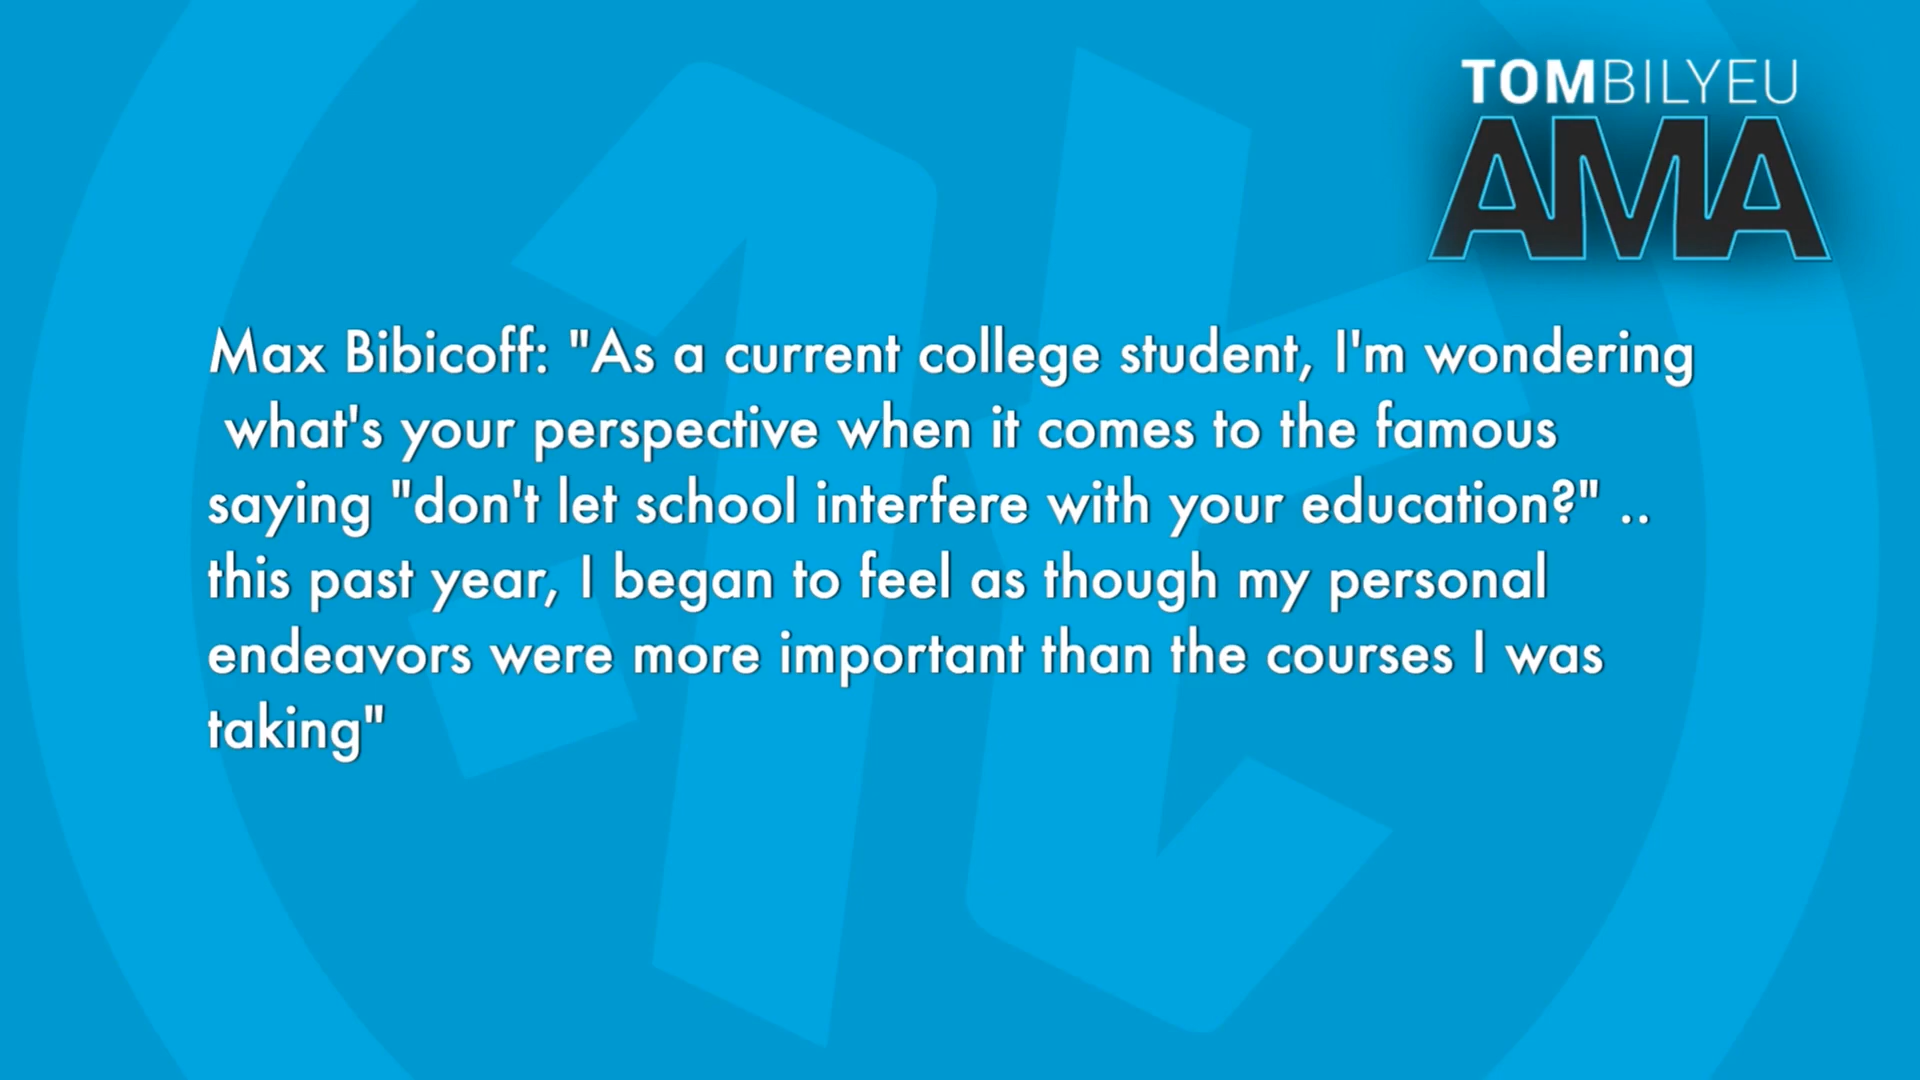 TOMBILYEU
AMA
Max Bibicoff: "As a current college student, I'm wondering
what's your perspective when it comes to the famous
saying "don't let school interfere with your education?" ..
this past year, I began to feel as though my personal
endeavors were more important than the courses I was
taking"